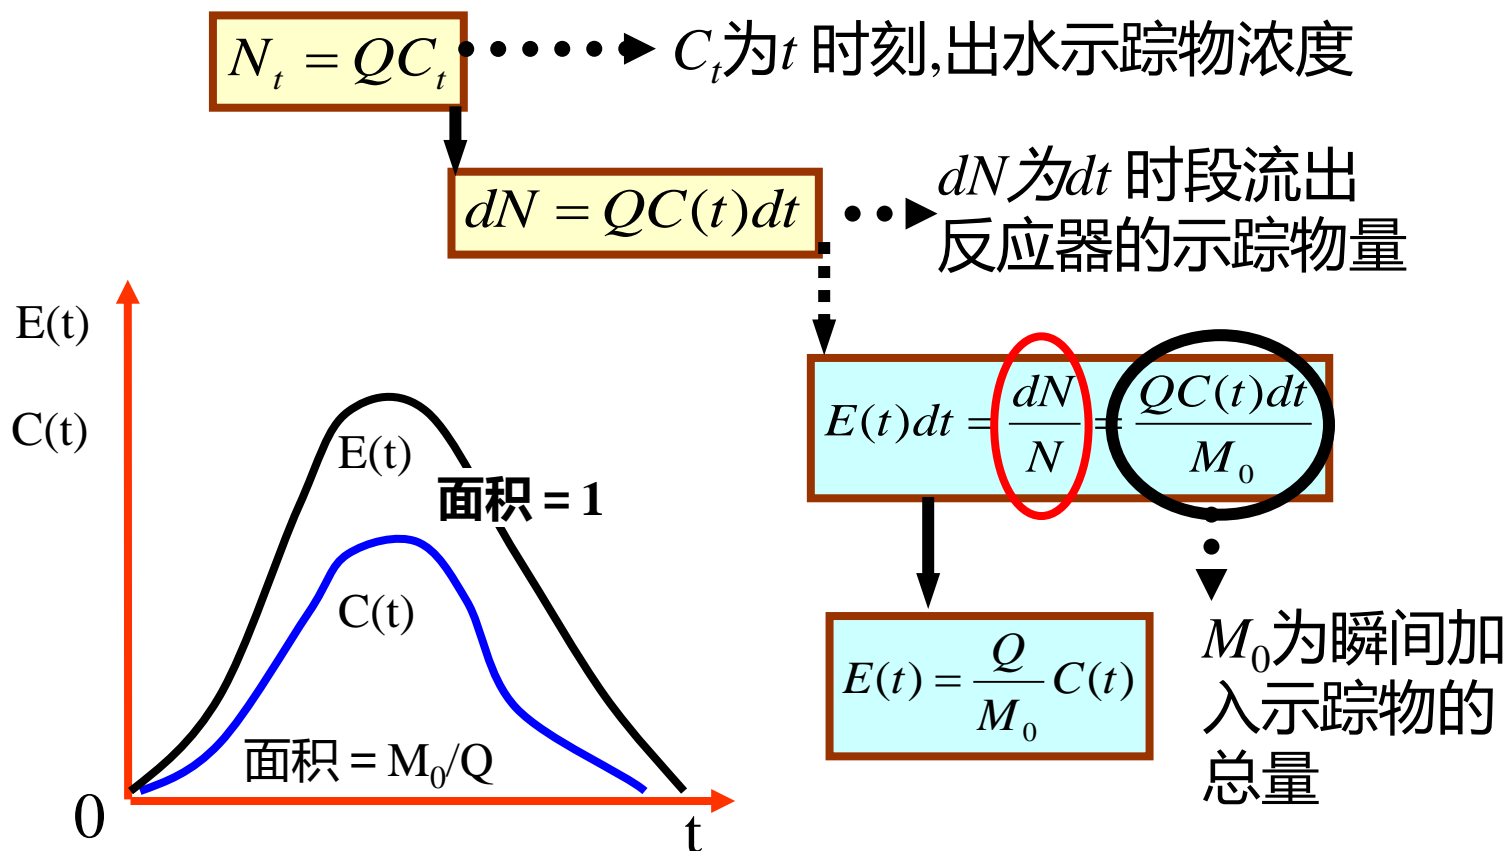 N_t = QC_t
C_t为t 时刻,出水示踪物浓度
dN = QC(t)dt
dN为dt 时段流出
反应器的示踪物量
E(t)dt = dN/N = QC(t)dt/M_0
E(t) = Q/M_0 C(t)
M_0为瞬间加
入示踪物的
总量
E(t)
C(t)
E(t)
面积 = 1
C(t)
面积 = M_0/Q
0
t